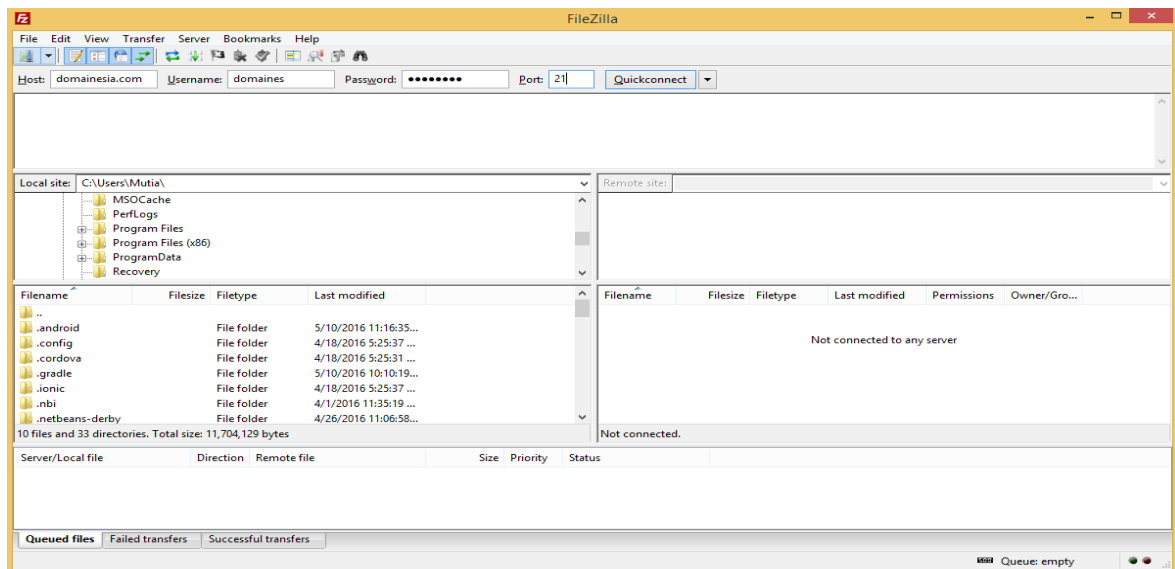 FileZilla
File Edit View Transfer Server Bookmarks Help
Host: domainesia.com Username: domaines Password: ●●●●●●●● Port: 21 Quickconnect
Local site: C:\Users\Mutia\ Remote site:
MSOCache
PerfLogs
Program Files
Program Files (x86)
ProgramData
Recovery
Filename Filesize Filetype Last modified Filename Filesize Filetype Last modified Permissions Owner/Gro...
..
.android File folder 5/10/2016 11:16:35...
.config File folder 4/18/2016 5:25:37 ...
.cordova File folder 4/18/2016 5:25:31 ...
.gradle File folder 5/10/2016 10:10:19...
.ionic File folder 4/18/2016 5:25:37 ...
.nbi File folder 4/1/2016 11:35:19 ...
.netbeans-derby File folder 4/26/2016 11:06:58...
Not connected to any server
10 files and 33 directories. Total size: 11,704,129 bytes Not connected.
Server/Local file Direction Remote file Size Priority Status
Queued files Failed transfers Successful transfers
Queue: empty